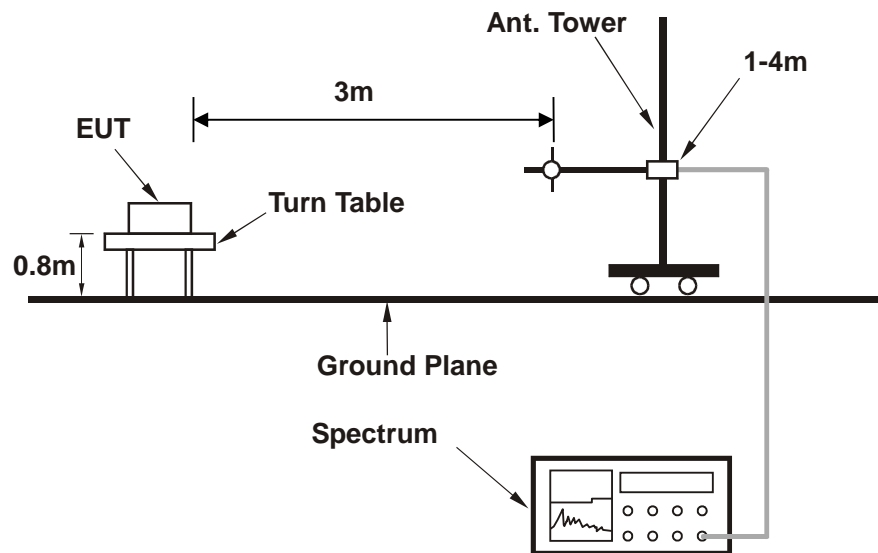 Ant. Tower
1-4m
3m
EUT
Turn Table
0.8m
Ground Plane
Spectrum